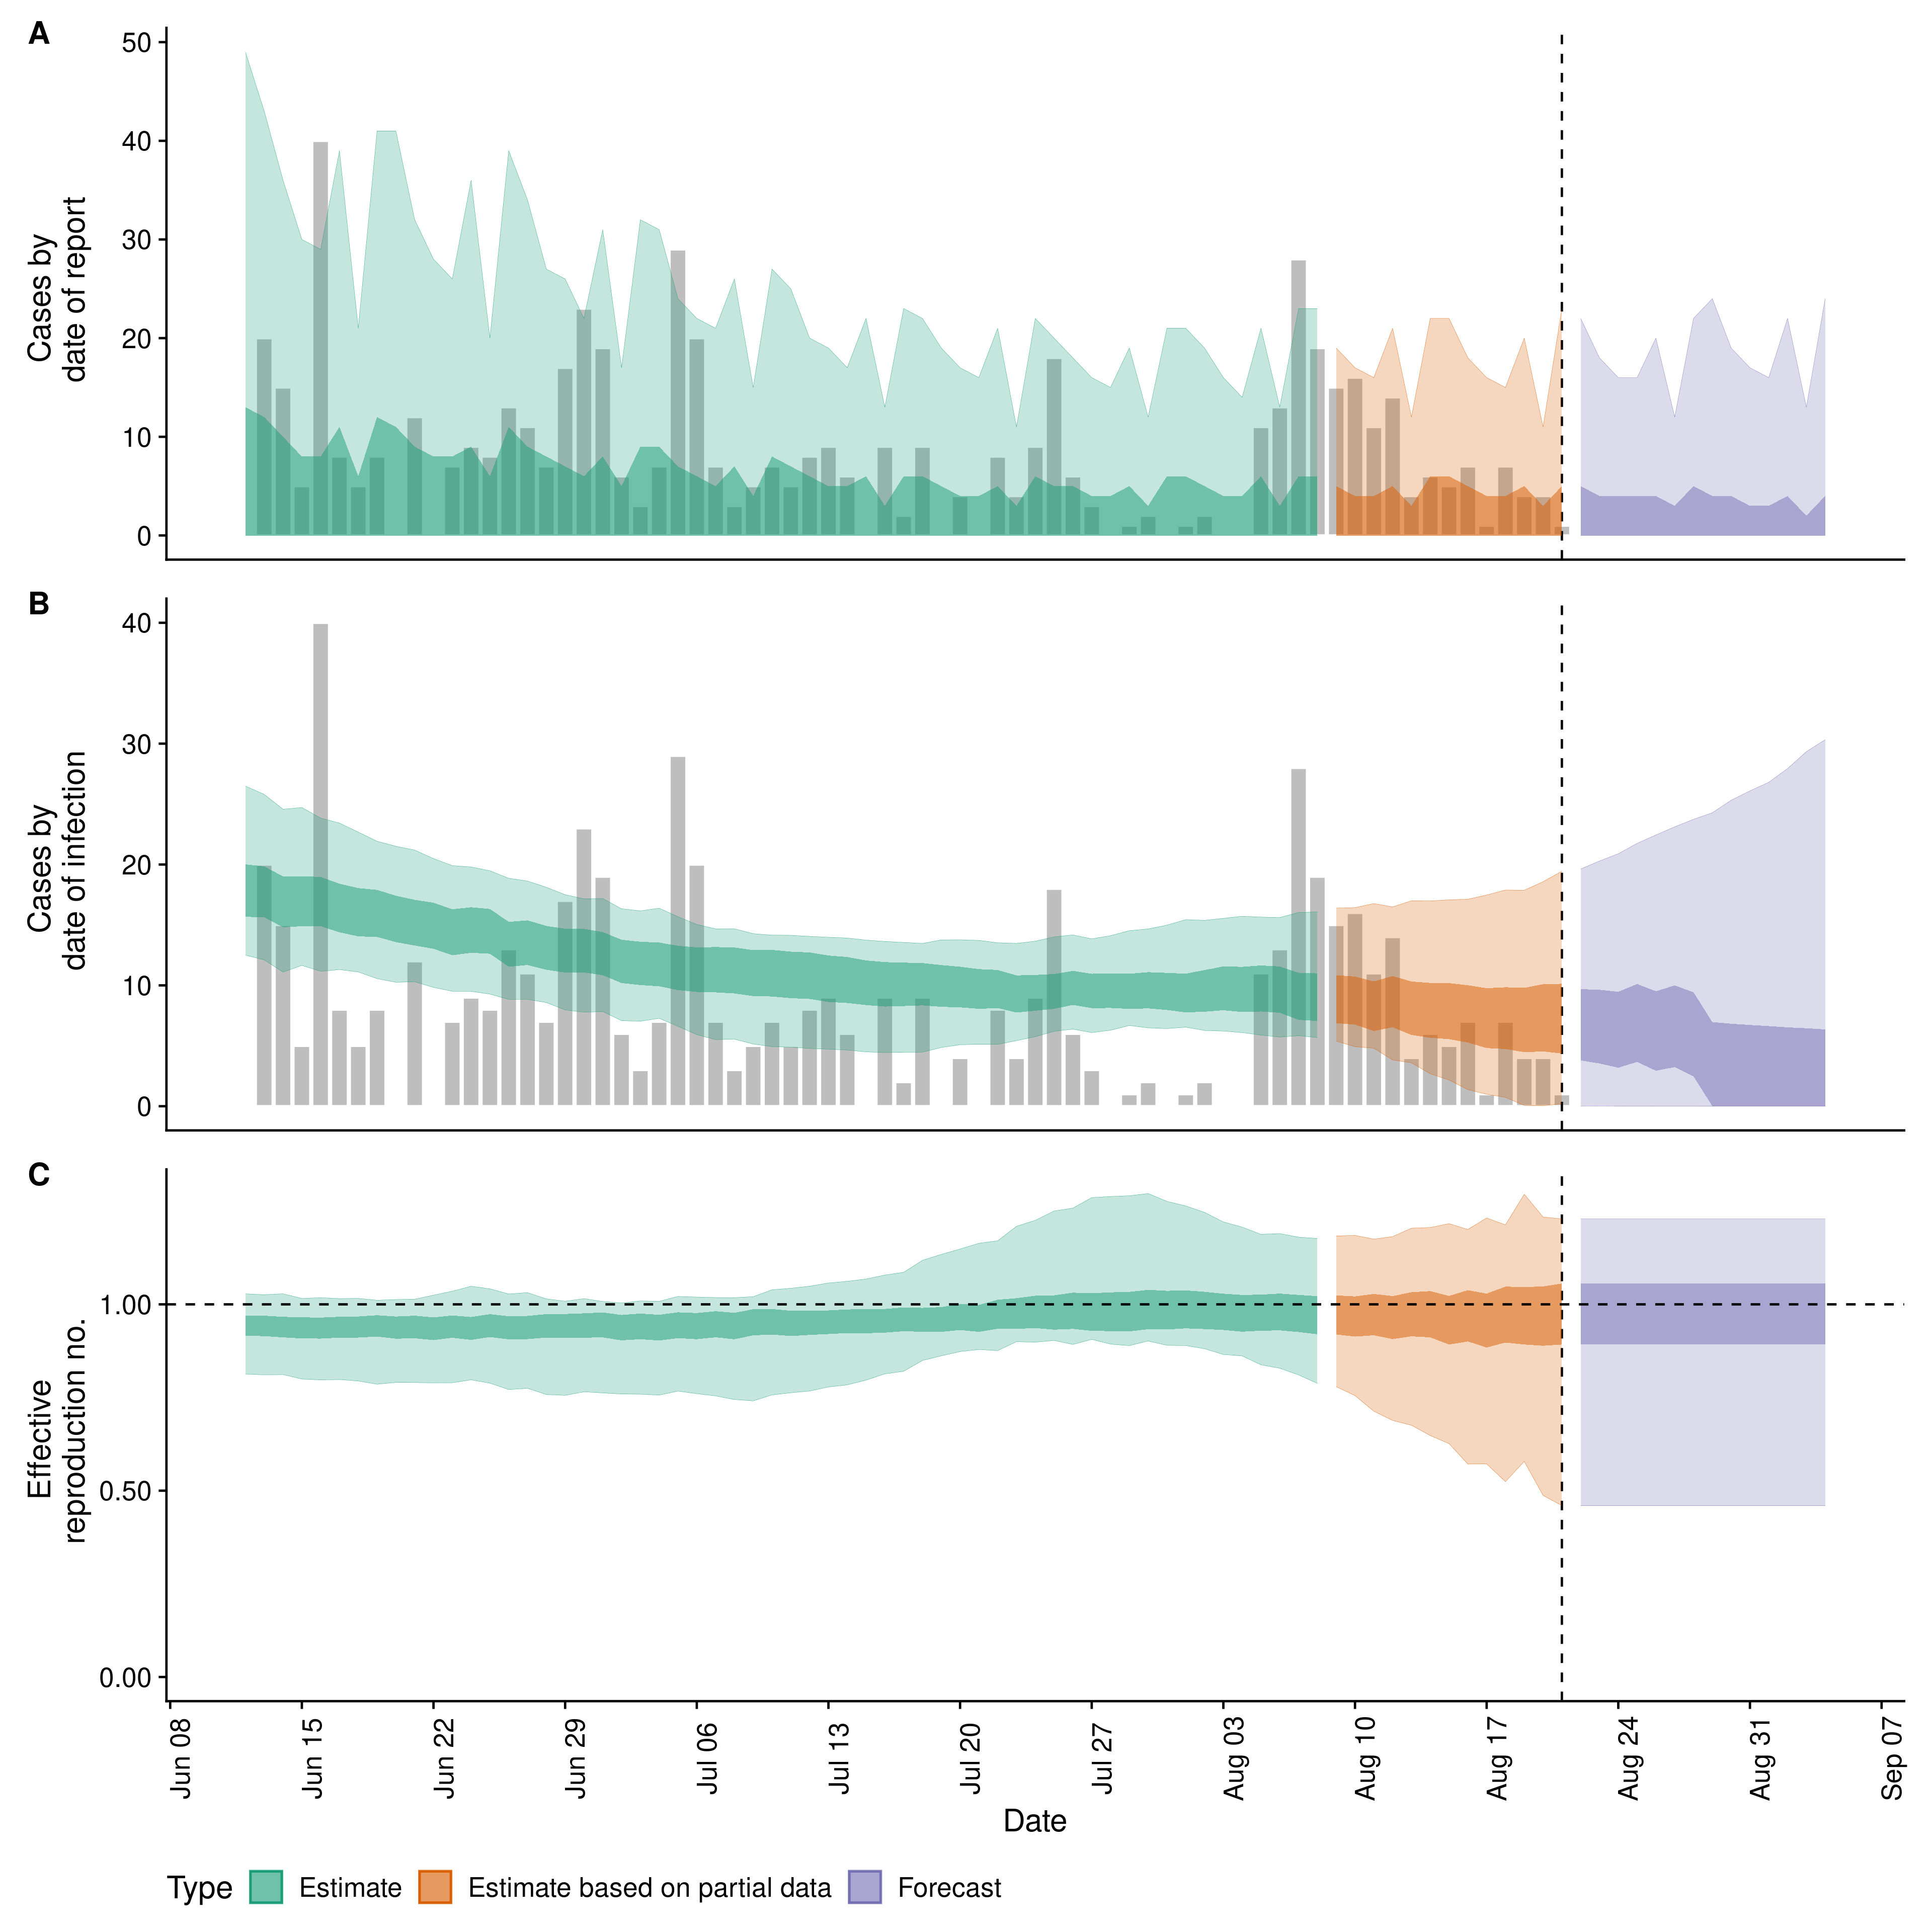 A
50
40
30
20
10
0
Cases by
date of report
B
40
30
20
10
0
Cases by
date of infection
C
1.00
0.50
0.00
Effective
reproduction no.
Jun 08
Jun 15
Jun 22
Jun 29
Jul 06
Jul 13
Jul 20
Jul 27
Aug 03
Aug 10
Aug 17
Aug 24
Aug 31
Sep 07
Date
Type Estimate Estimate based on partial data Forecast